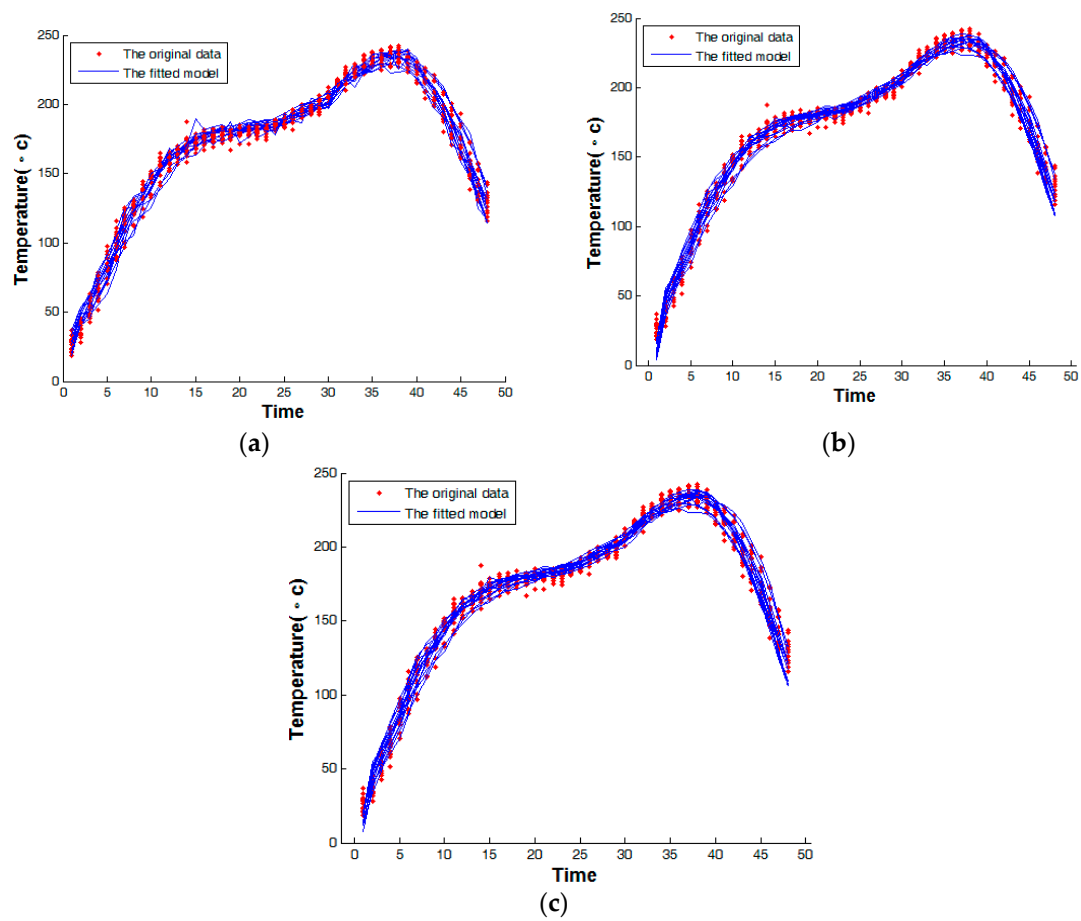 250
200
150
100
50
0
The original data
The fitted model
Temperature( ∘ c)
0 5 10 15 20 25 30 35 40 45 50
Time
(a)
250
200
150
100
50
0
The original data
The fitted model
Temperature( ∘ c)
0 5 10 15 20 25 30 35 40 45 50
Time
(b)
250
200
150
100
50
0
The original data
The fitted model
Temperature( ∘ c)
0 5 10 15 20 25 30 35 40 45 50
Time
(c)